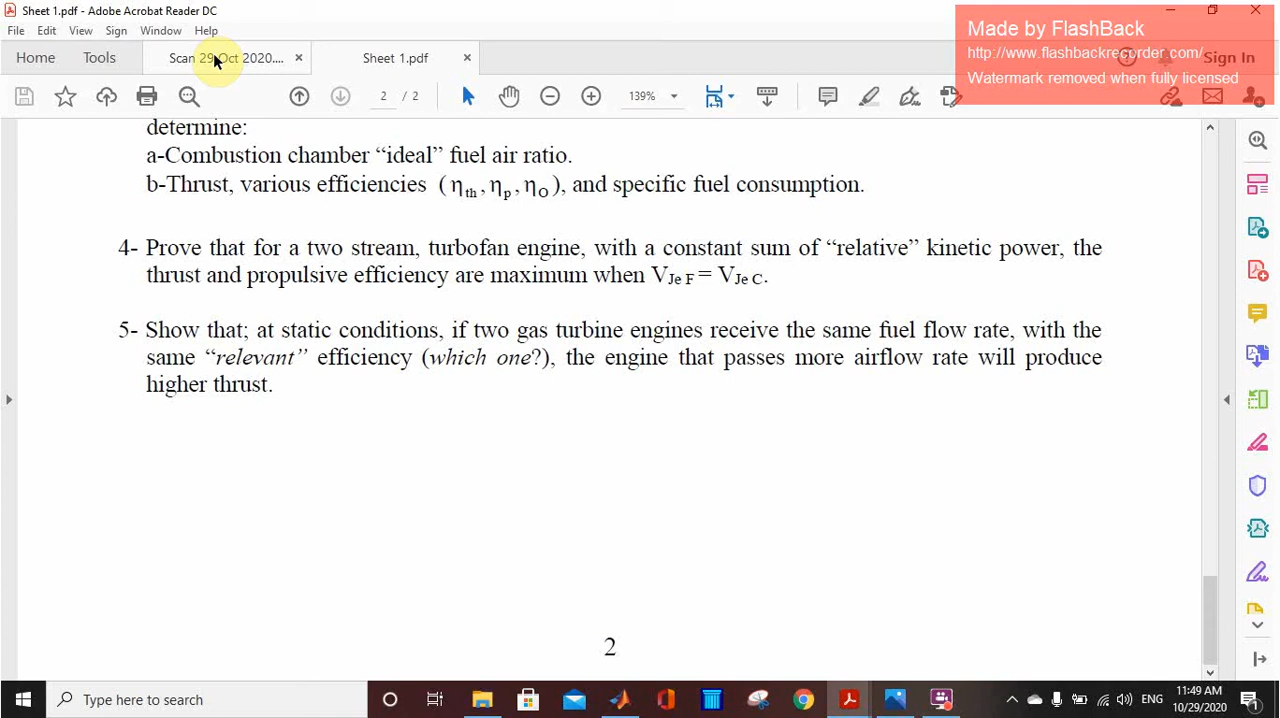 Sheet 1.pdf - Adobe Acrobat Reader DC
File Edit View Sign Window Help
Made by FlashBack
http://www.flashbackrecorder.com/
Watermark removed when fully licensed
Home Tools Scan 29 Oct 2020.... × Sheet 1.pdf × Sign In
2 / 2 139%
determine:
a-Combustion chamber “ideal” fuel air ratio.
b-Thrust, various efficiencies (ηth, ηp, ηO), and specific fuel consumption.
4- Prove that for a two stream, turbofan engine, with a constant sum of “relative” kinetic power, the
thrust and propulsive efficiency are maximum when VJe F = VJe C.
5- Show that; at static conditions, if two gas turbine engines receive the same fuel flow rate, with the
same “relevant” efficiency (which one?), the engine that passes more airflow rate will produce
higher thrust.
2
Type here to search
ENG
11:49 AM
10/29/2020
1